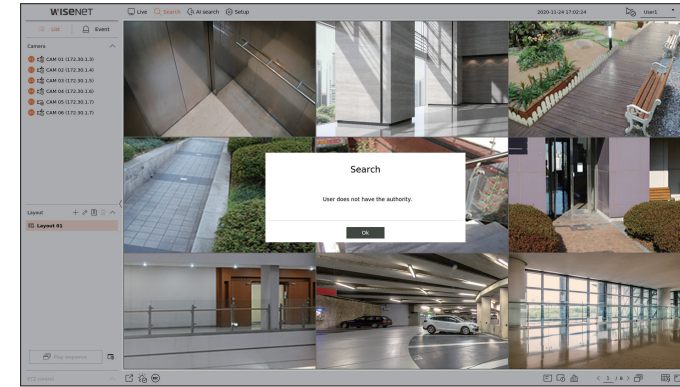 WISENET
Live
Search
AI search
Setup
2020-11-24 17:02:24
User1
List
Event
Camera
CAM 01 (172.30.1.3)
CAM 02 (172.30.1.4)
CAM 03 (172.30.1.5)
CAM 04 (172.30.1.6)
CAM 05 (172.30.1.7)
CAM 06 (172.30.1.7)
Search
User does not have the authority.
Ok
Layout
Layout 01
Play sequence
PTZ control
1 / 8